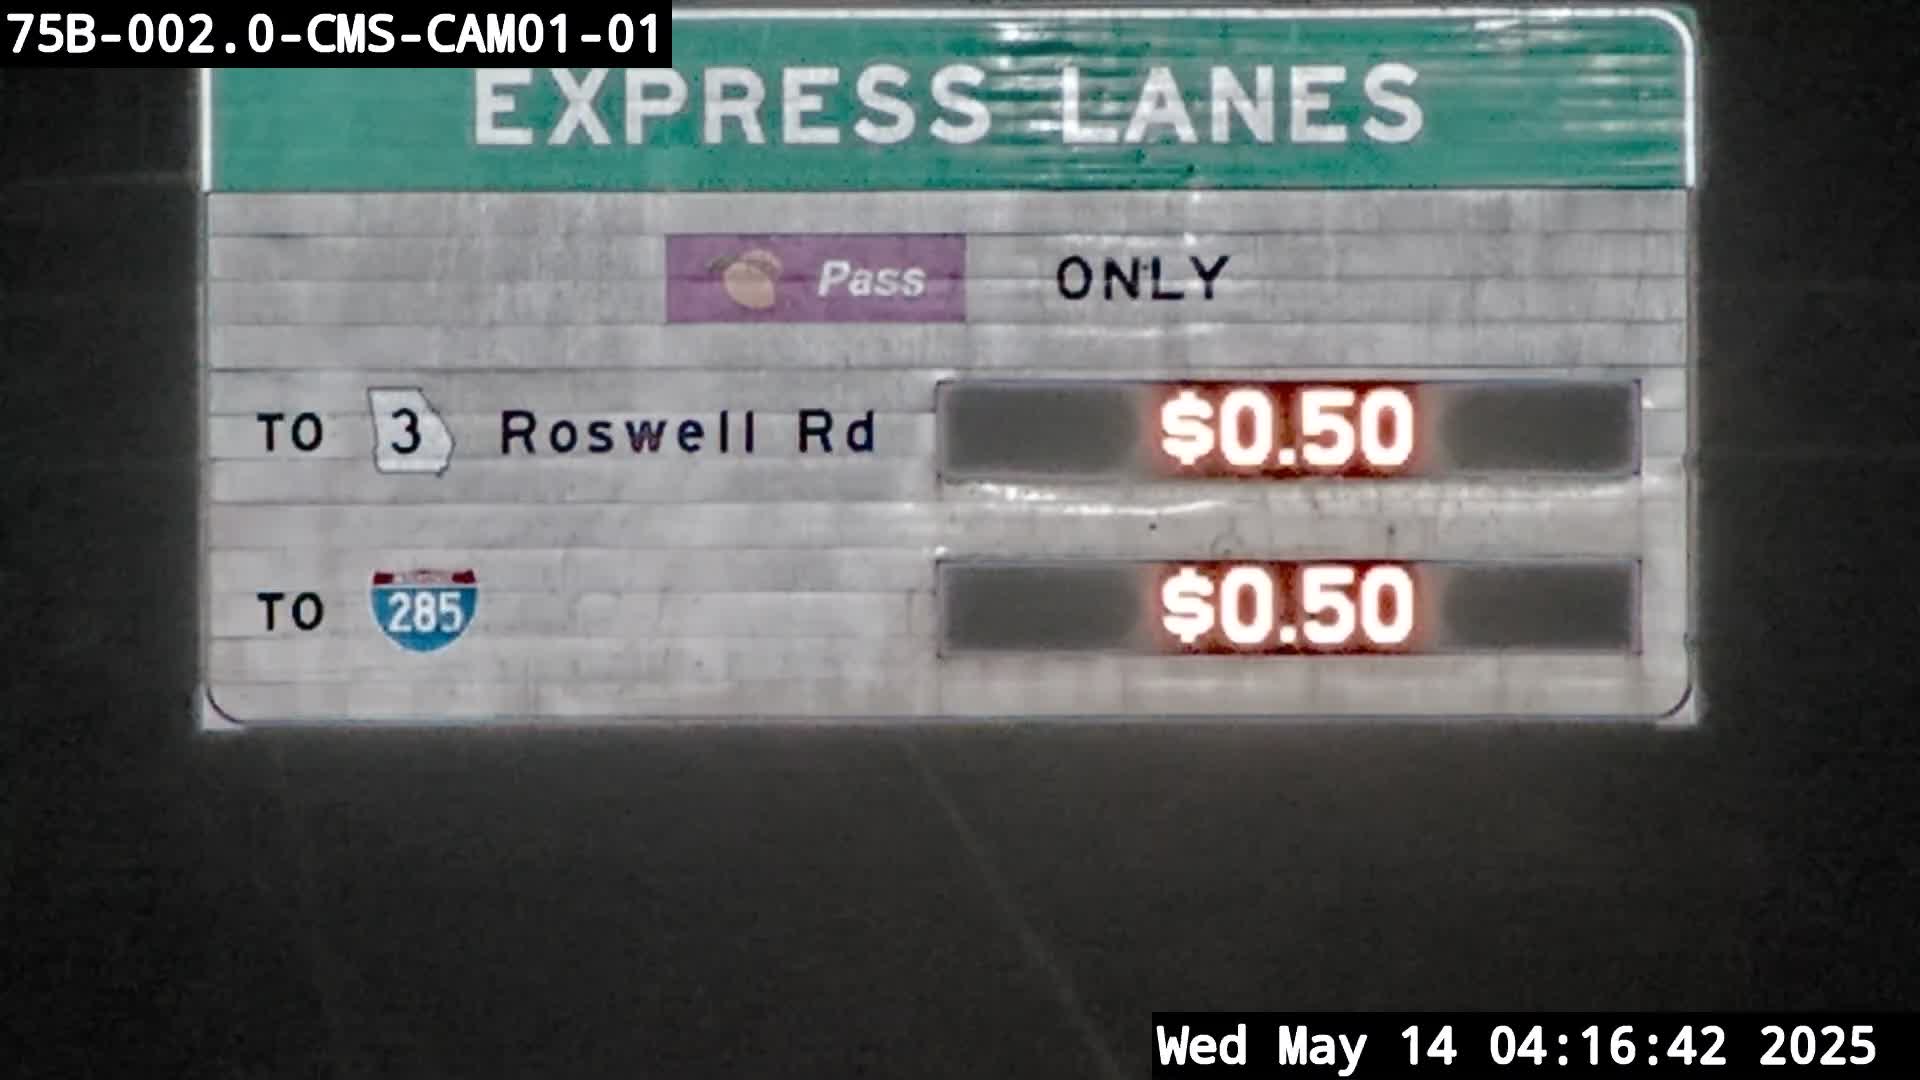 75B-002.0-CMS-CAM01-01
EXPRESS LANES
Pass ONLY
TO 3 Roswell Rd $0.50
TO 285 $0.50
Wed May 14 04:16:42 2025